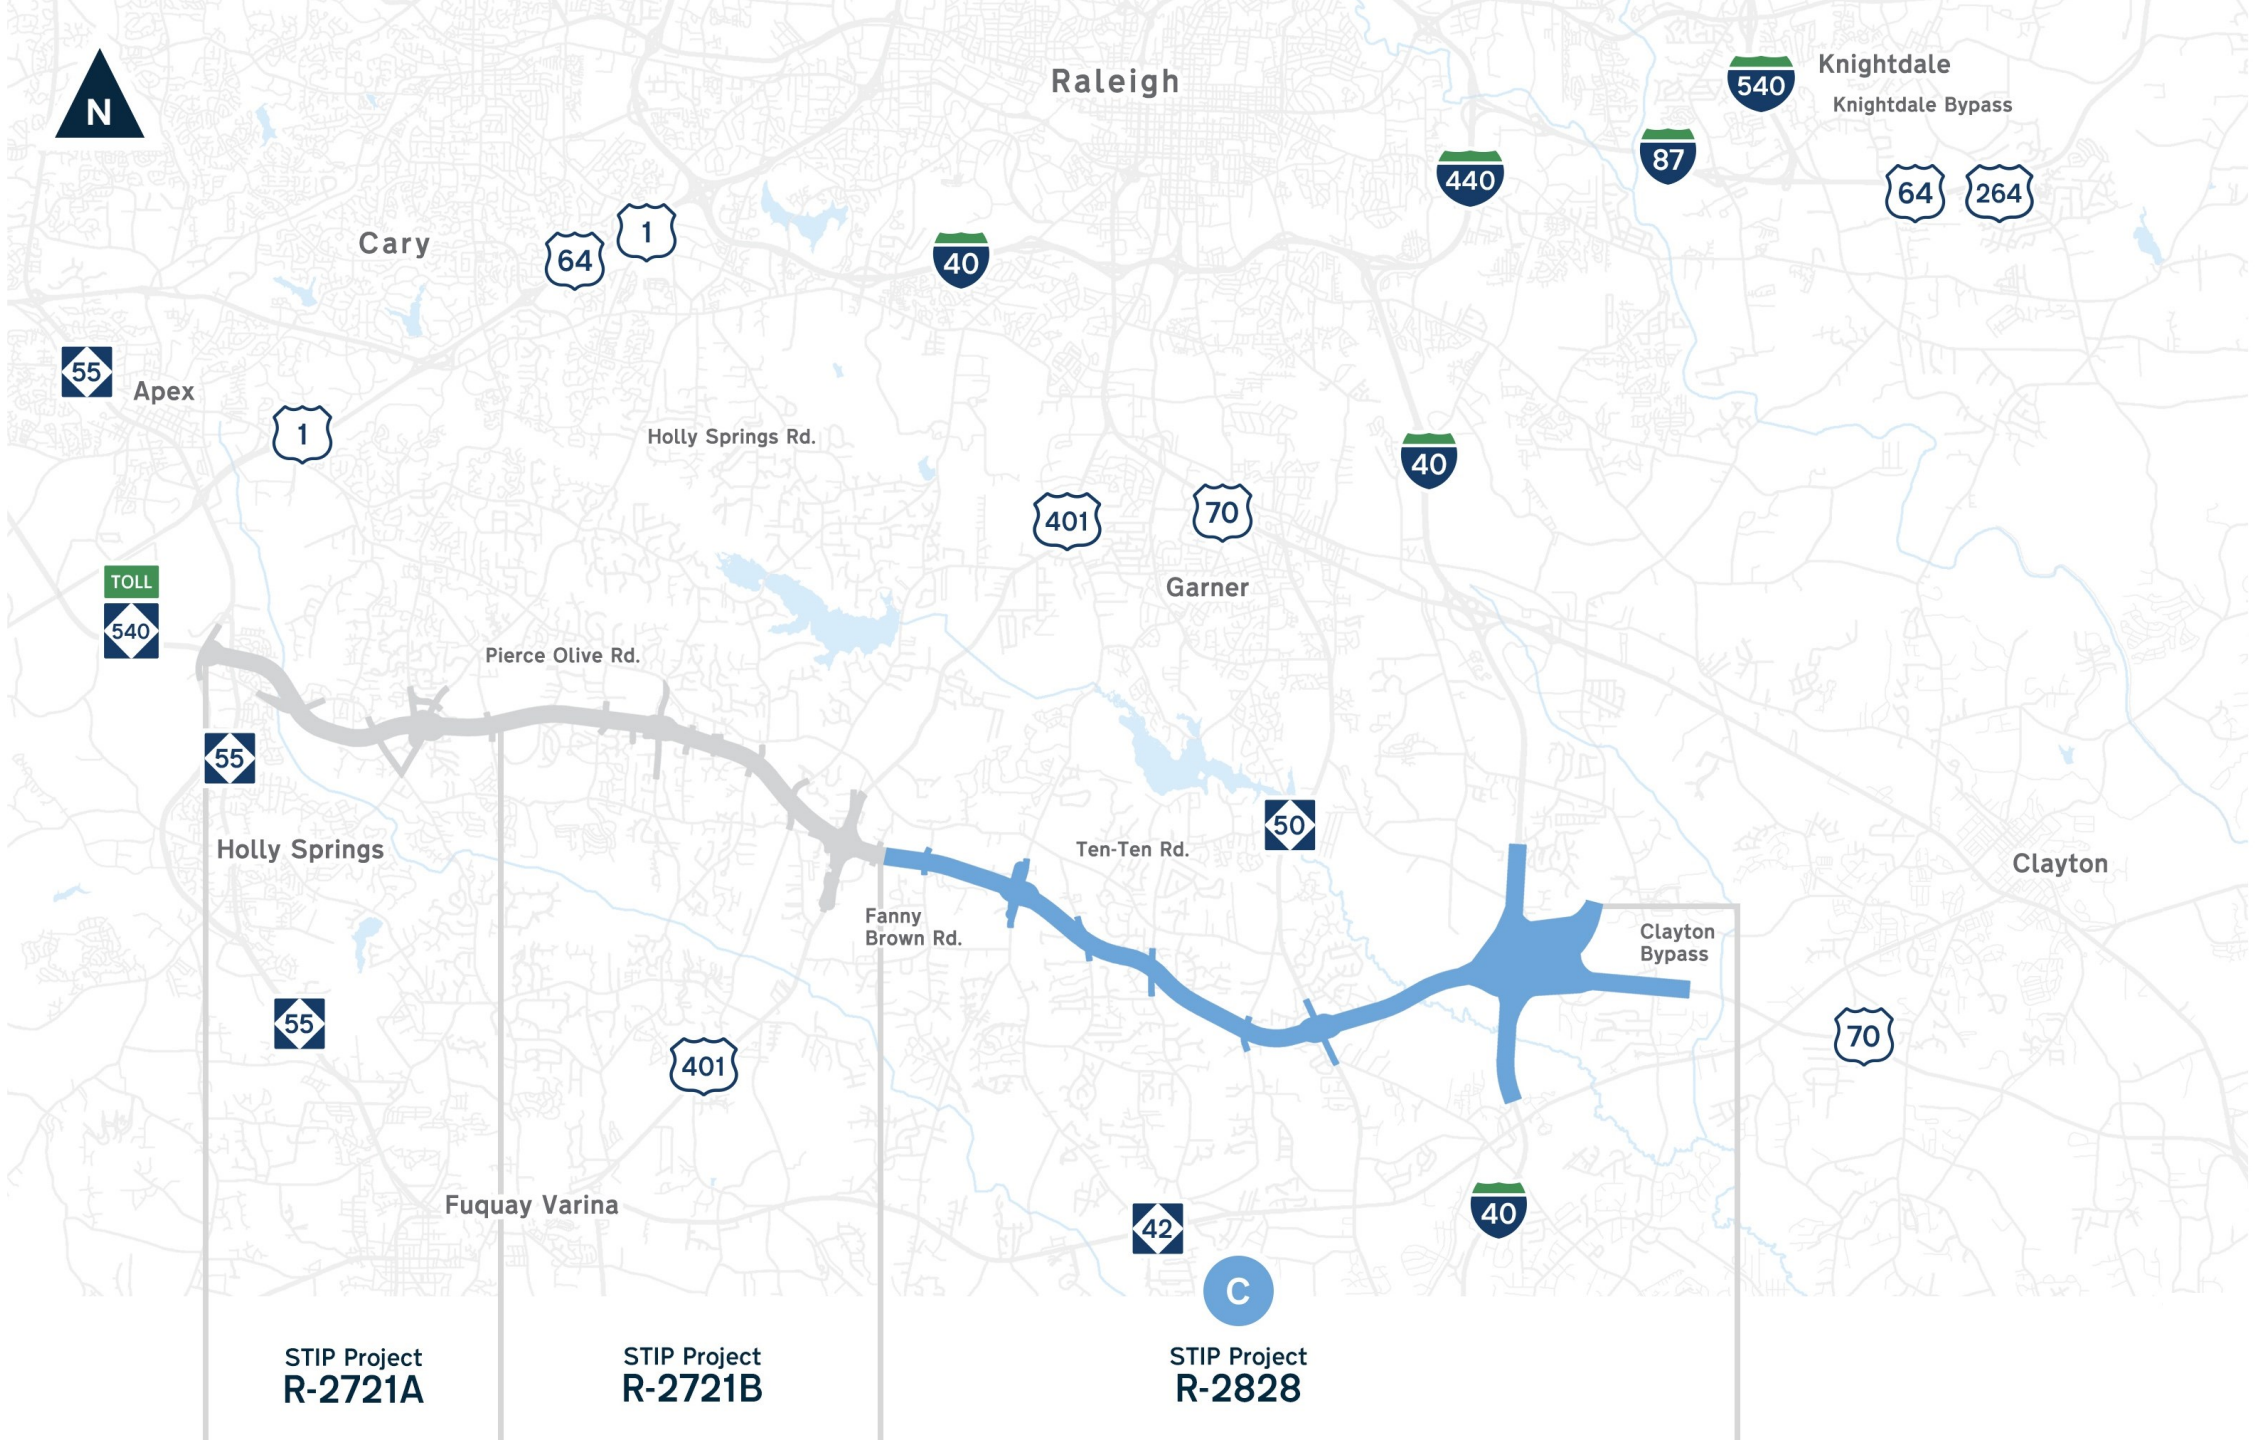 N
Raleigh
540
Knightdale
Knightdale Bypass
87
440
64
264
1
Cary
64
40
55
Apex
1
Holly Springs Rd.
40
401
70
TOLL
540
Garner
Pierce Olive Rd.
55
50
Holly Springs
Ten-Ten Rd.
Clayton
Fanny
Brown Rd.
Clayton
Bypass
55
70
401
Fuquay Varina
42
40
C
STIP Project
R-2721A
STIP Project
R-2721B
STIP Project
R-2828